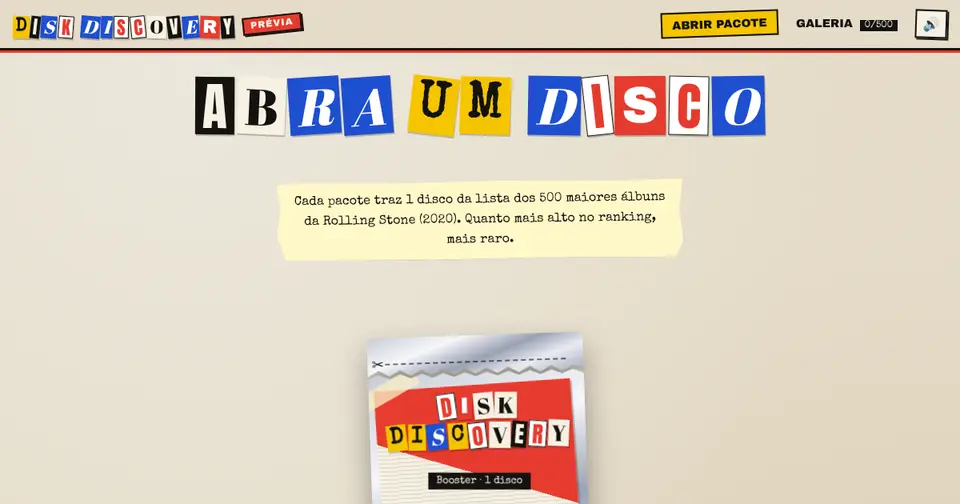 DISK DISCOVERY PRÉVIA
ABRIR PACOTE GALERIA 0/500
ABRA UM DISCO
Cada pacote traz 1 disco da lista dos 500 maiores álbuns
da Rolling Stone (2020). Quanto mais alto no ranking,
mais raro.
DISK
DISCOVERY
Booster · 1 disco